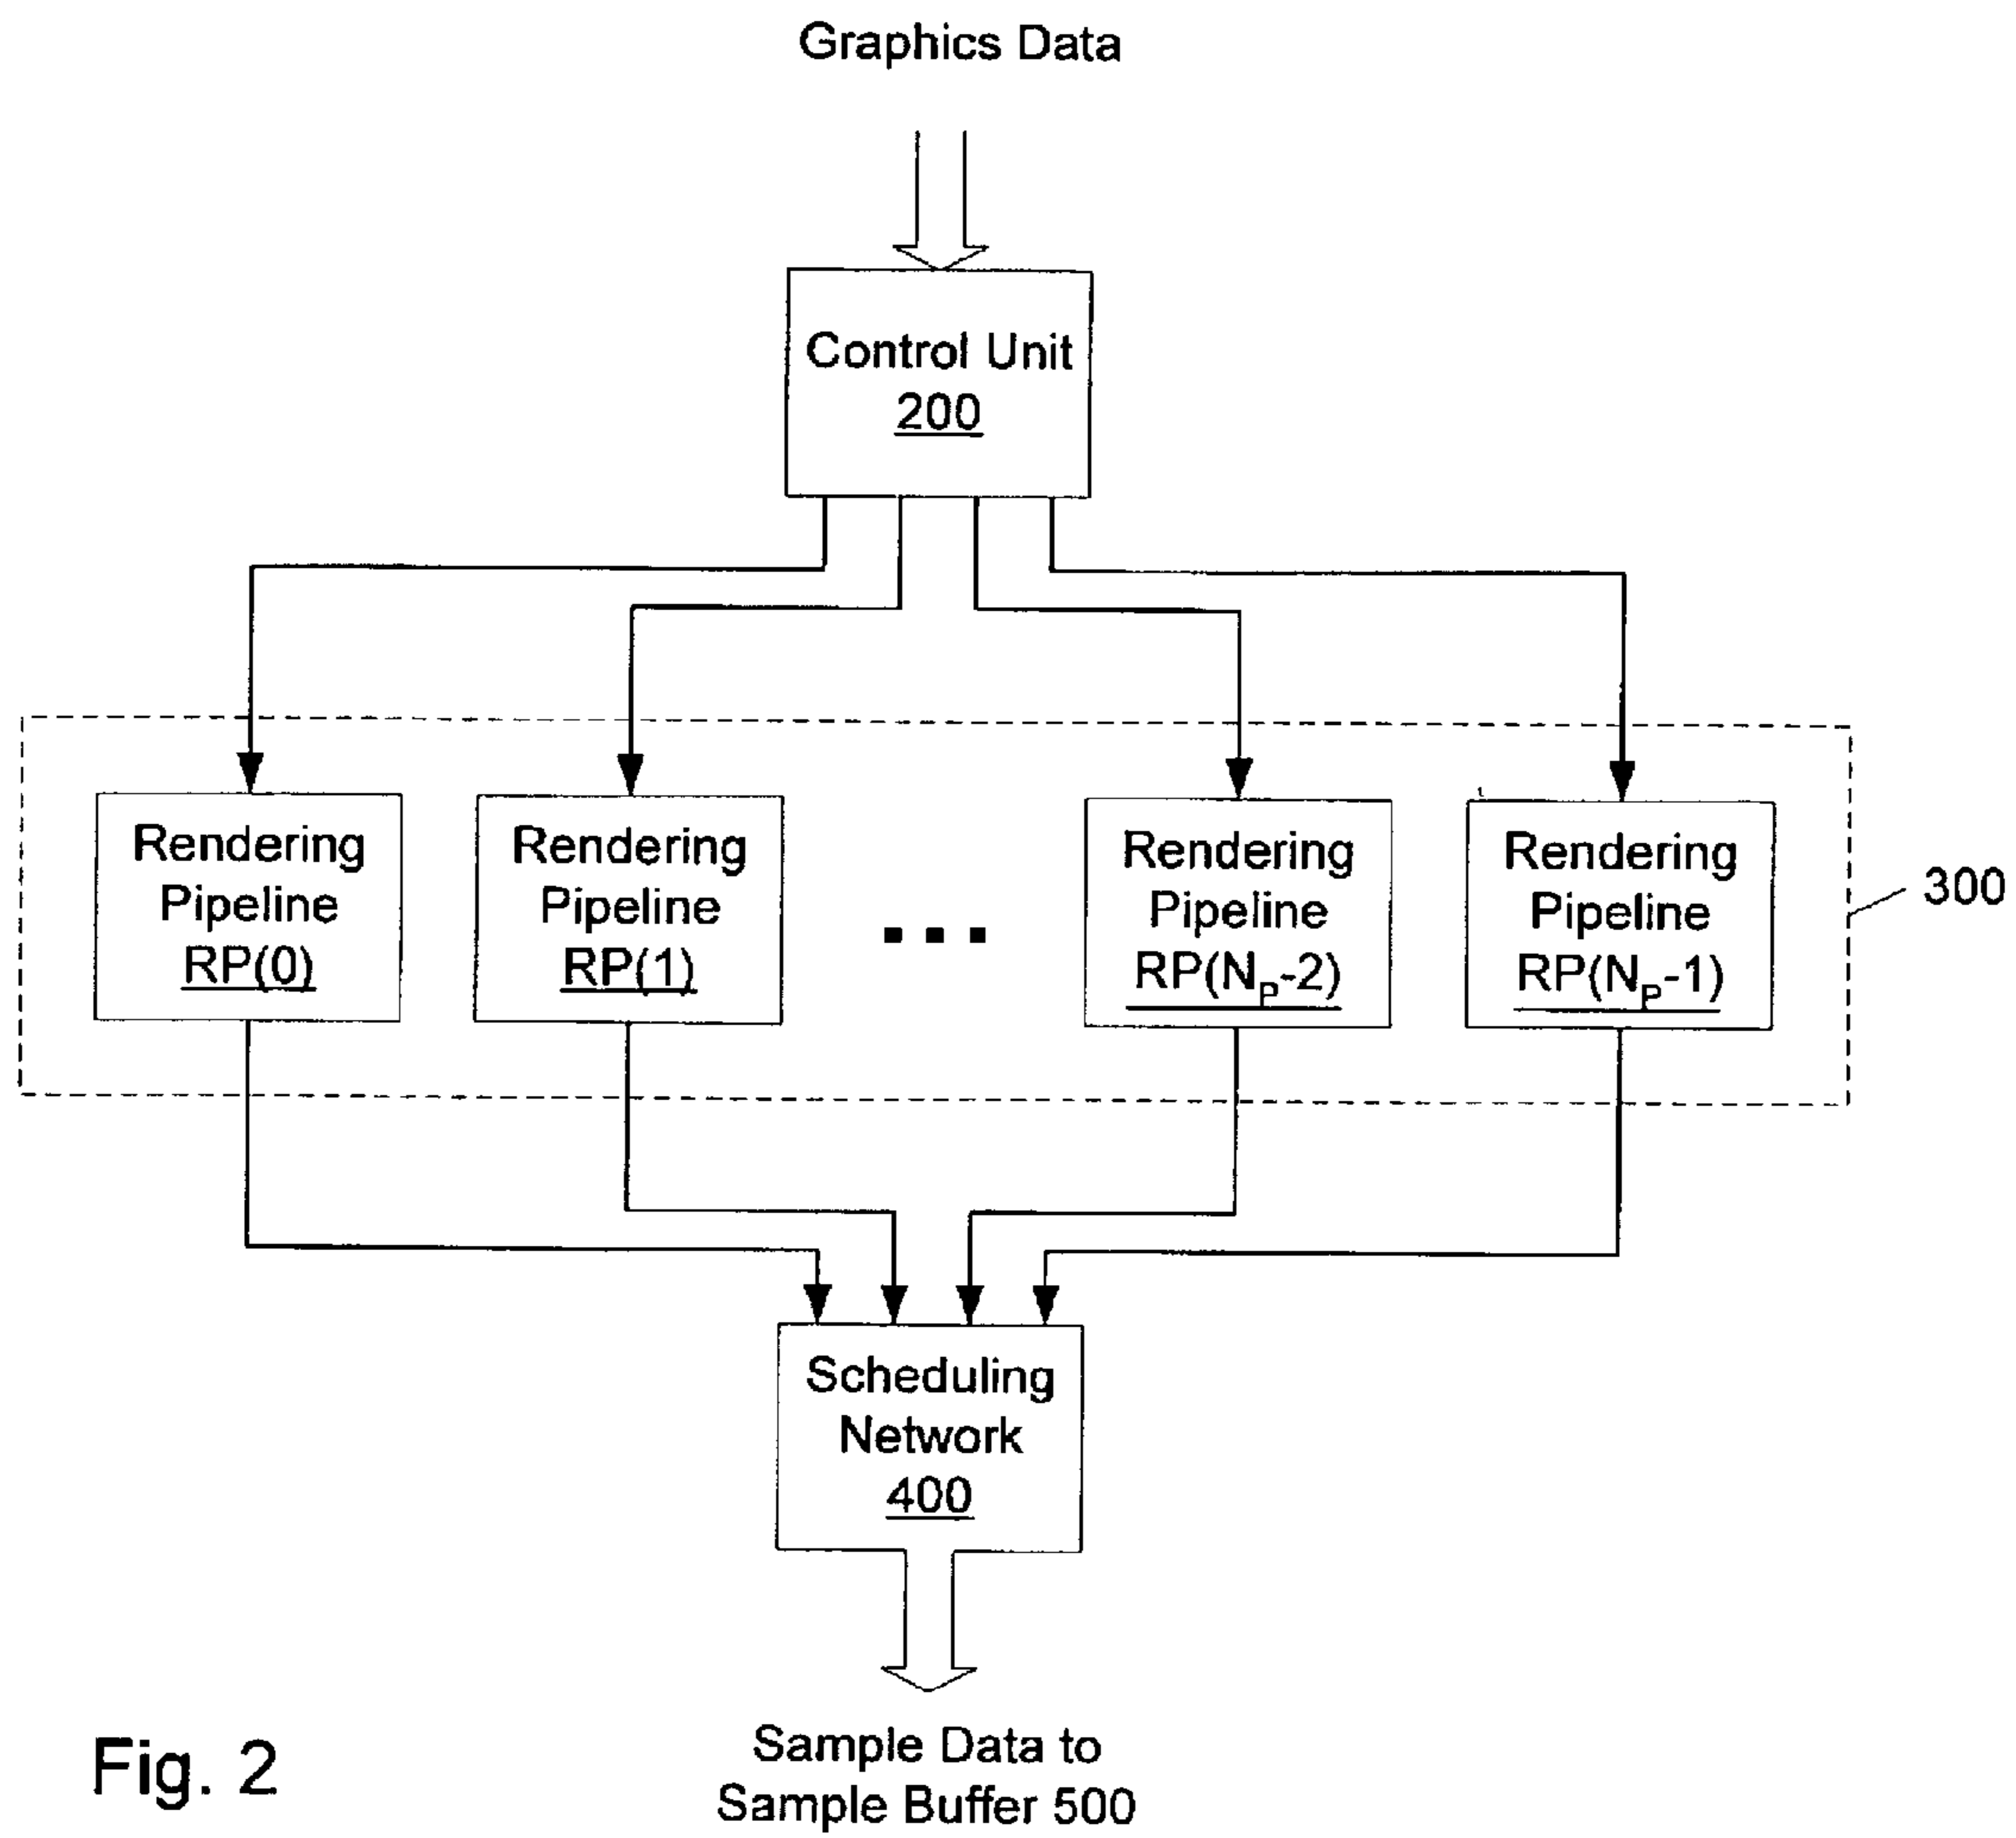 Graphics Data
Control Unit
200
Rendering
Pipeline
RP(0)
Rendering
Pipeline
RP(1)
Rendering
Pipeline
RP(Np-2)
Rendering
Pipeline
RP(Np-1)
300
Scheduling
Network
400
Sample Data to
Sample Buffer 500
Fig. 2